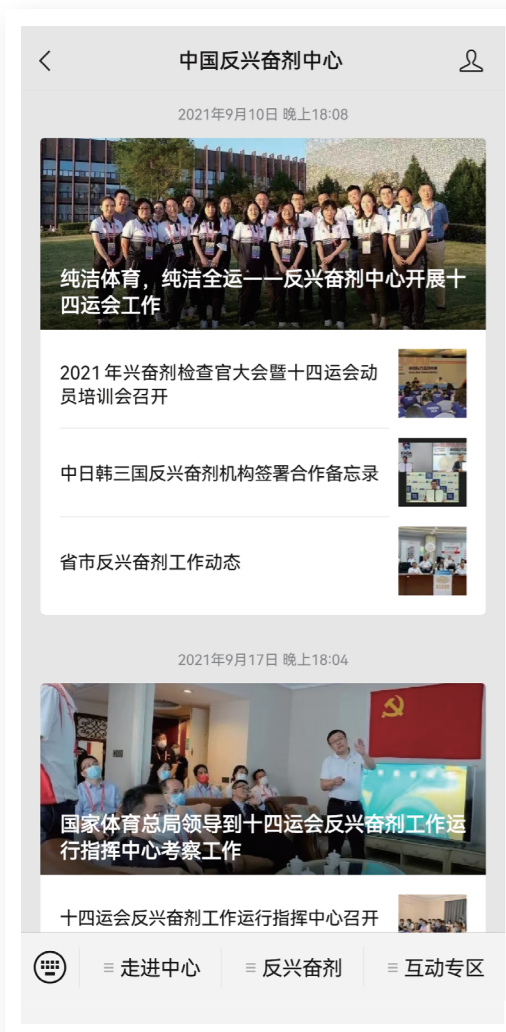 中国反兴奋剂中心
2021年9月10日 晚上18:08
纯洁体育，纯洁全运——反兴奋剂中心开展十
四运会工作
2021年兴奋剂检查官大会暨十四运会动
员培训会召开
中日韩三国反兴奋剂机构签署合作备忘录
省市反兴奋剂工作动态
2021年9月17日 晚上18:04
国家体育总局领导到十四运会反兴奋剂工作运
行指挥中心考察工作
十四运会反兴奋剂工作运行指挥中心召开
走进中心
反兴奋剂
互动专区